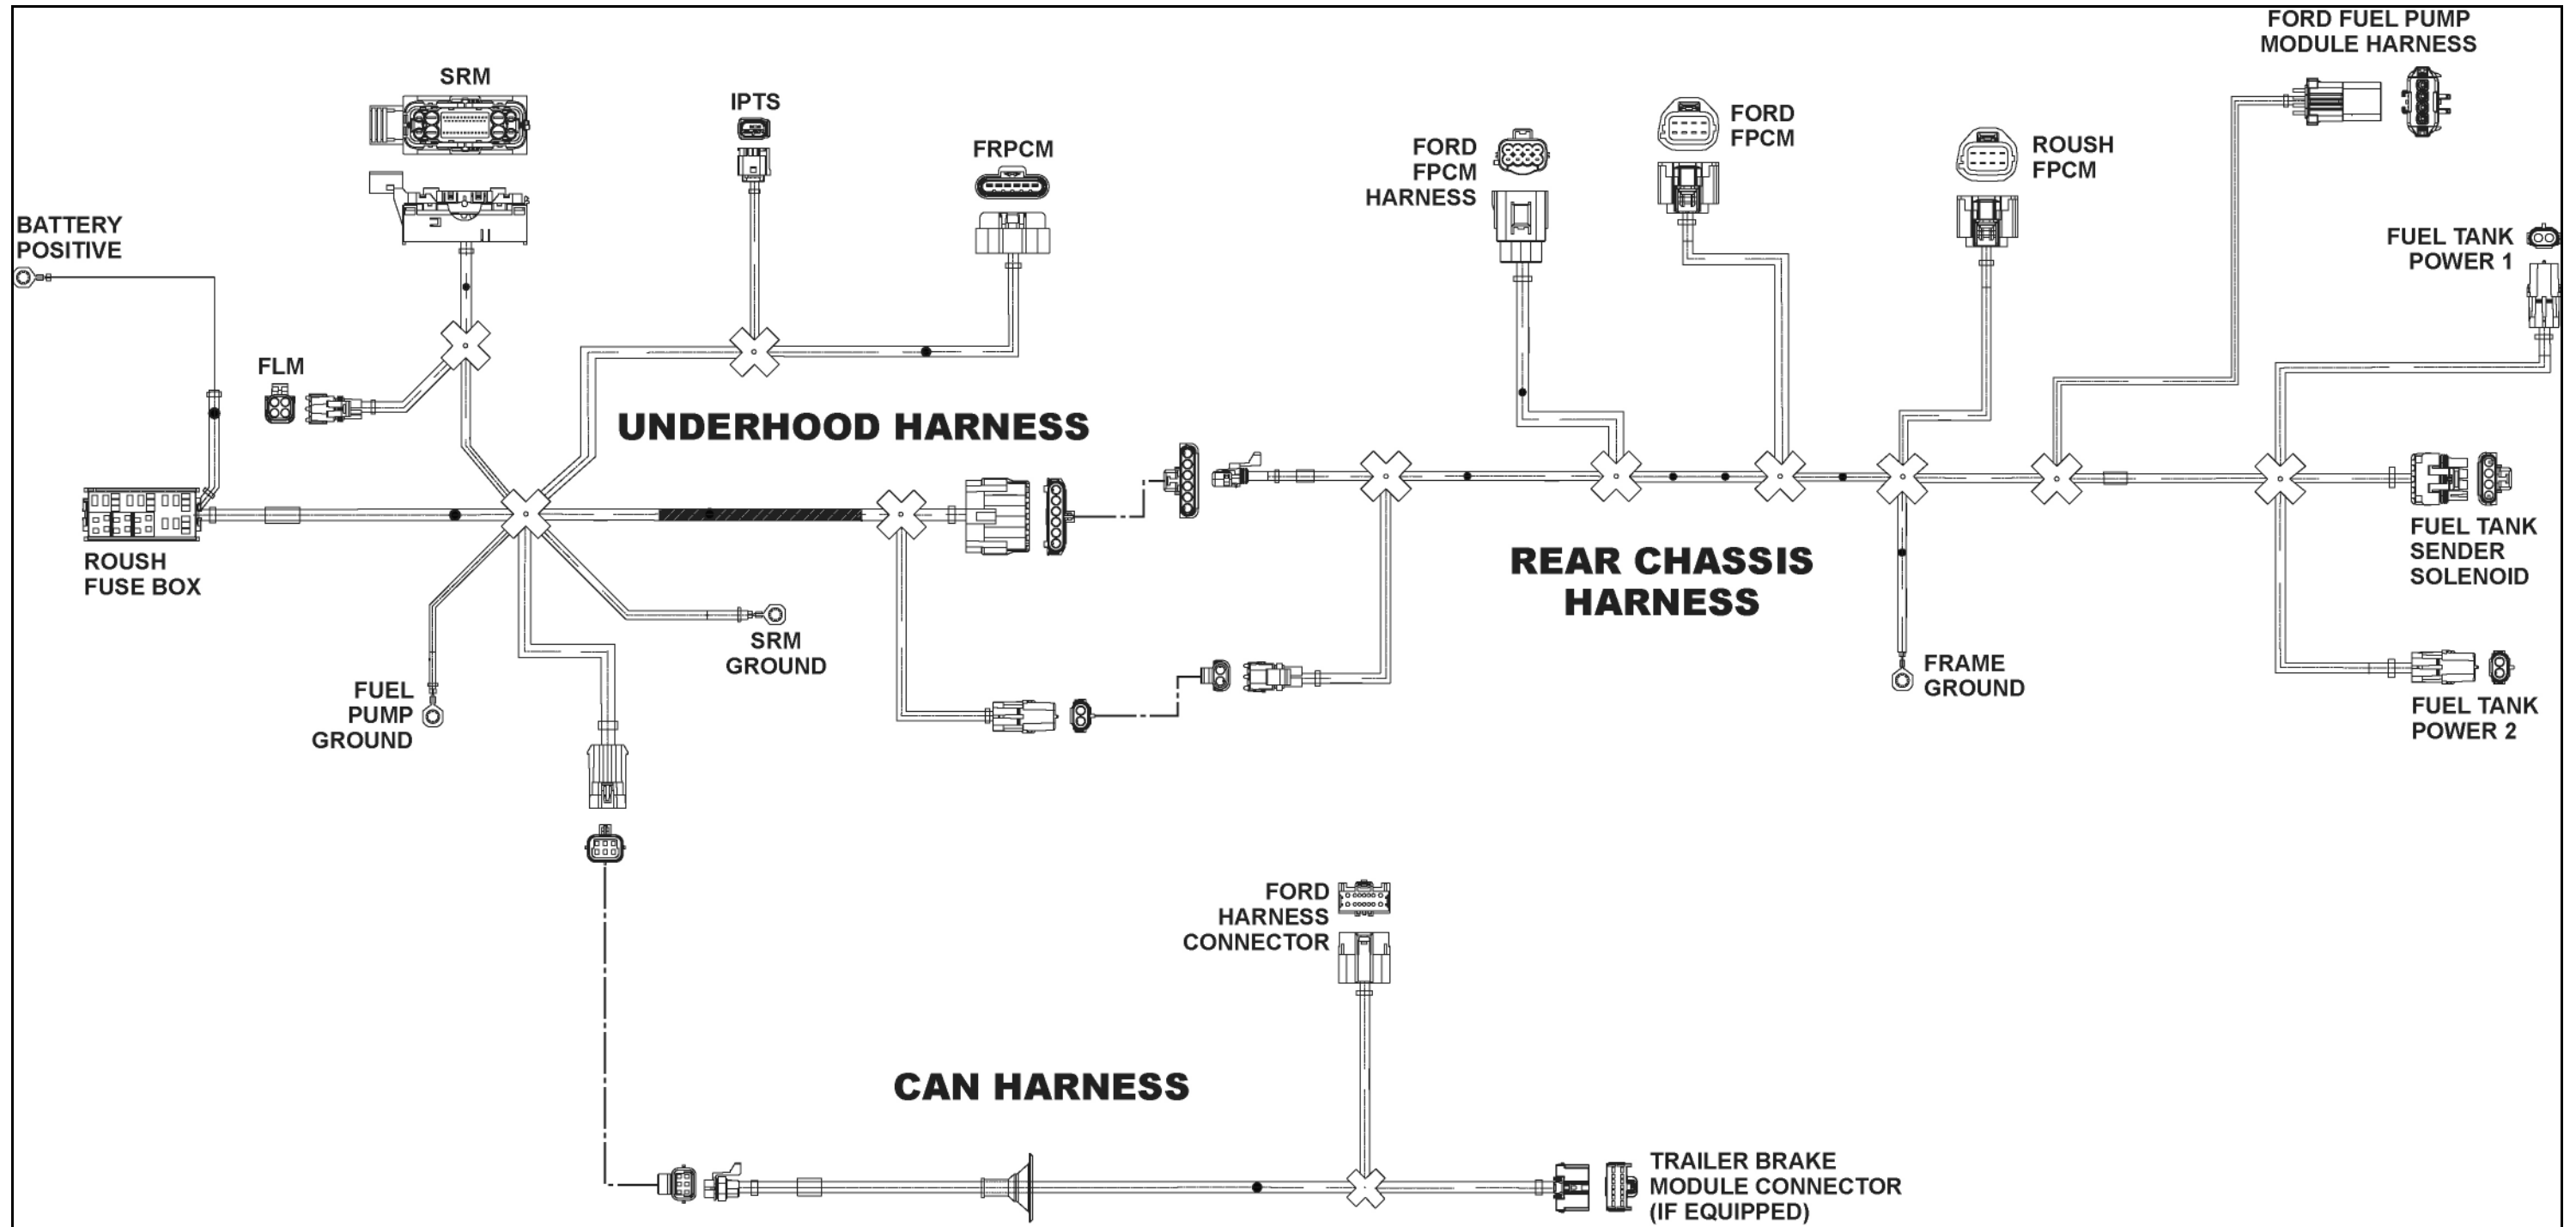 FORD FUEL PUMP
MODULE HARNESS
SRM
IPTS
FRPCM
FORD
FPCM
HARNESS
FORD
FPCM
ROUSH
FPCM
BATTERY
POSITIVE
FUEL TANK
POWER 1
FLM
UNDERHOOD HARNESS
ROUSH
FUSE BOX
REAR CHASSIS
HARNESS
FUEL TANK
SENDER
SOLENOID
SRM
GROUND
FUEL
PUMP
GROUND
FRAME
GROUND
FUEL TANK
POWER 2
FORD
HARNESS
CONNECTOR
CAN HARNESS
TRAILER BRAKE
MODULE CONNECTOR
(IF EQUIPPED)